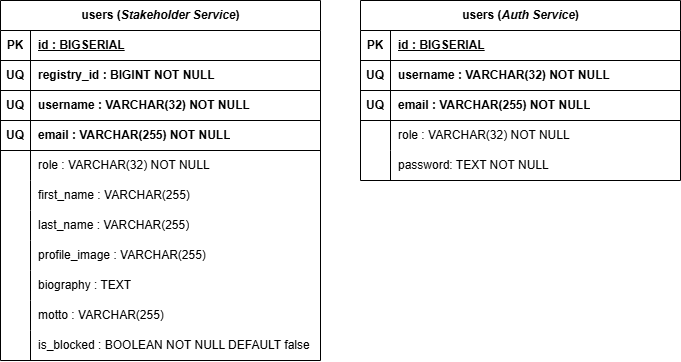 users (Stakeholder Service)
PK id : BIGSERIAL
UQ registry_id : BIGINT NOT NULL
UQ username : VARCHAR(32) NOT NULL
UQ email : VARCHAR(255) NOT NULL
role : VARCHAR(32) NOT NULL
first_name : VARCHAR(255)
last_name : VARCHAR(255)
profile_image : VARCHAR(255)
biography : TEXT
motto : VARCHAR(255)
is_blocked : BOOLEAN NOT NULL DEFAULT false
users (Auth Service)
PK id : BIGSERIAL
UQ username : VARCHAR(32) NOT NULL
UQ email : VARCHAR(255) NOT NULL
role : VARCHAR(32) NOT NULL
password: TEXT NOT NULL